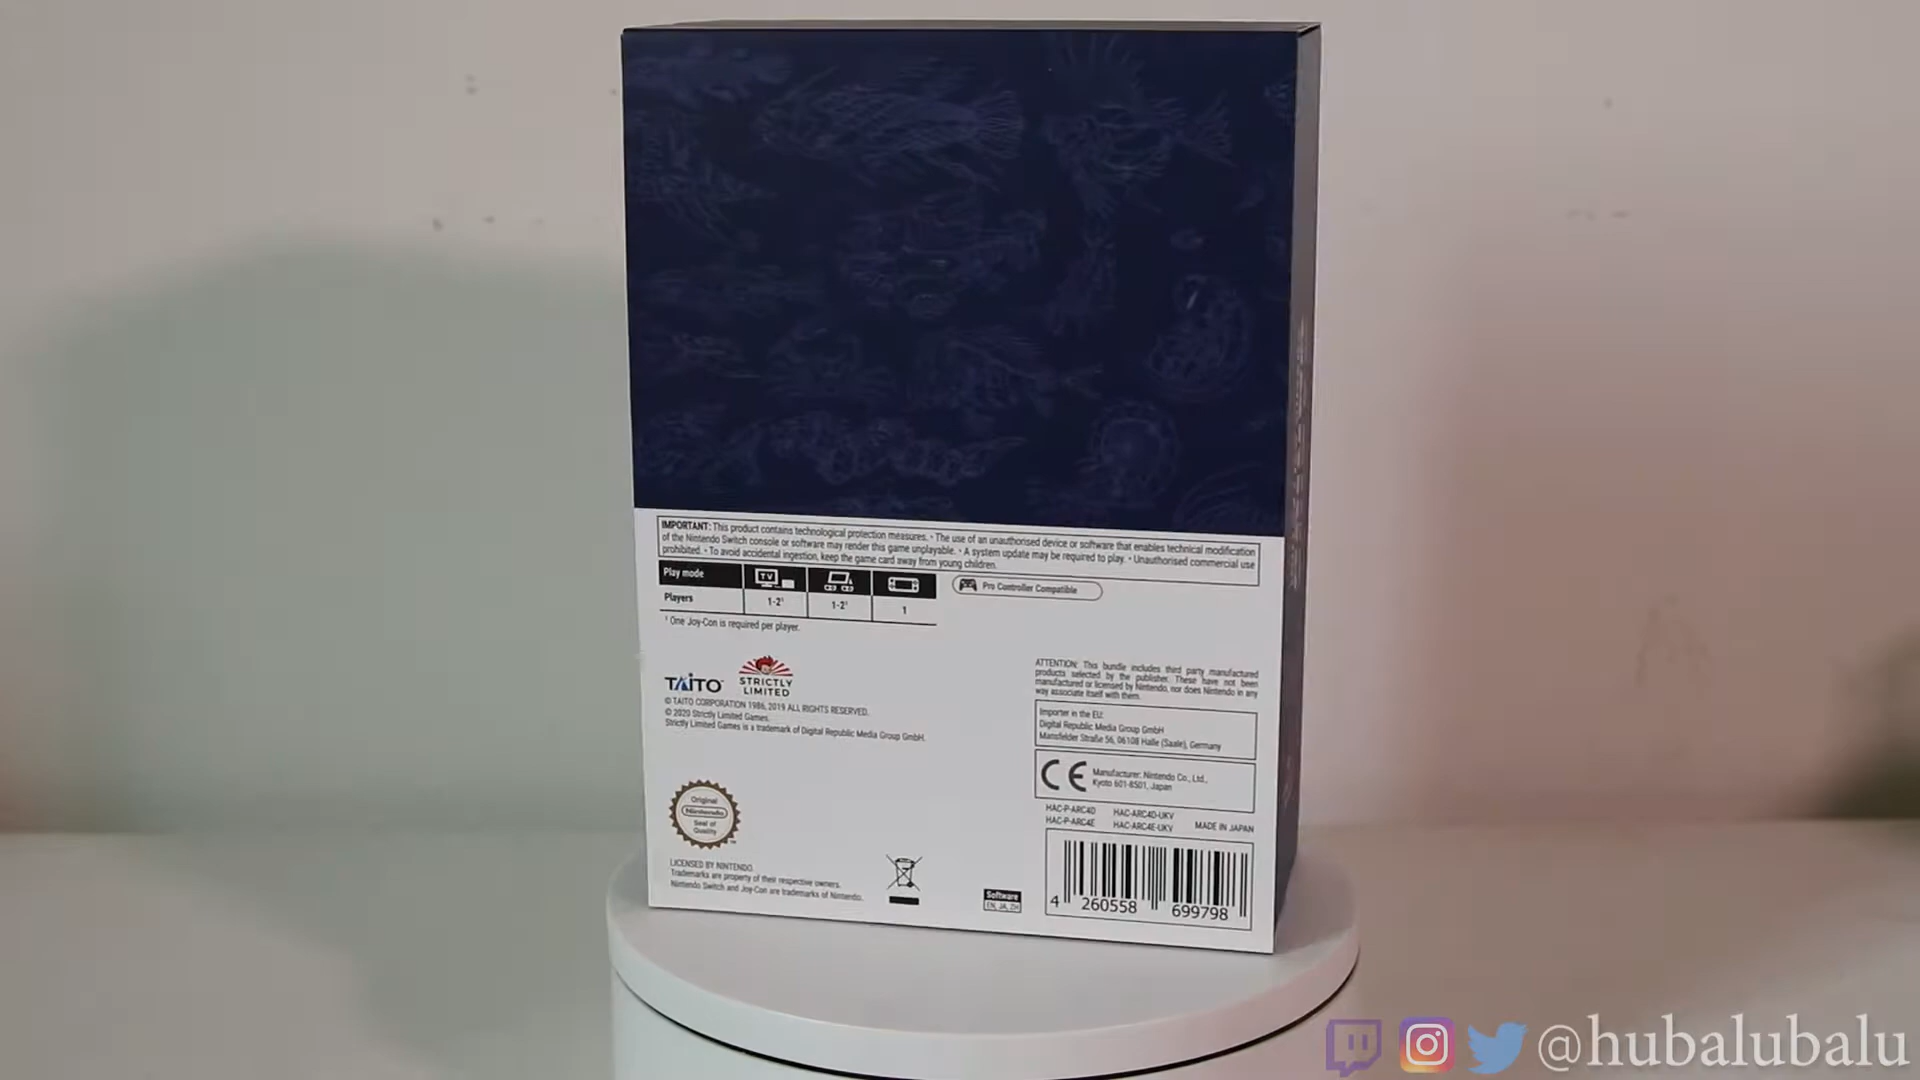 IMPORTANT: This product contains technological protection measures. • The use of an unauthorised device or software that enables technical modification
of the Nintendo Switch console or software may render this game unplayable. • A system update may be required to play. • Unauthorised commercial use
prohibited. • To avoid accidental ingestion, keep the game card away from young children.
Play mode TV
Players 1-2¹ 1-2¹ 1
Pro Controller Compatible
¹ One Joy-Con is required per player.
TAITO STRICTLY
LIMITED
© TAITO CORPORATION 1986, 2019 ALL RIGHTS RESERVED.
© 2020 Strictly Limited Games.
Strictly Limited Games is a trademark of Digital Republic Media Group GmbH.
ATTENTION: This bundle includes third party manufactured
products selected by the publisher. These have not been
manufactured or licensed by Nintendo, nor does Nintendo in any
way associate itself with them.
Importer in the EU:
Digital Republic Media Group GmbH
Mansfelder Straße 56, 06108 Halle (Saale), Germany
CE Manufacturer: Nintendo Co., Ltd.,
Kyoto 601-8501, Japan
HAC-P-ARC4D HAC-ARC4D-UKV
HAC-P-ARC4E HAC-ARC4E-UKV MADE IN JAPAN
Original
Nintendo
Seal of
Quality
LICENSED BY NINTENDO.
Trademarks are property of their respective owners.
Nintendo Switch and Joy-Con are trademarks of Nintendo.
Software
EN, JA, ZH
4 260558 699798
@hubalubalu